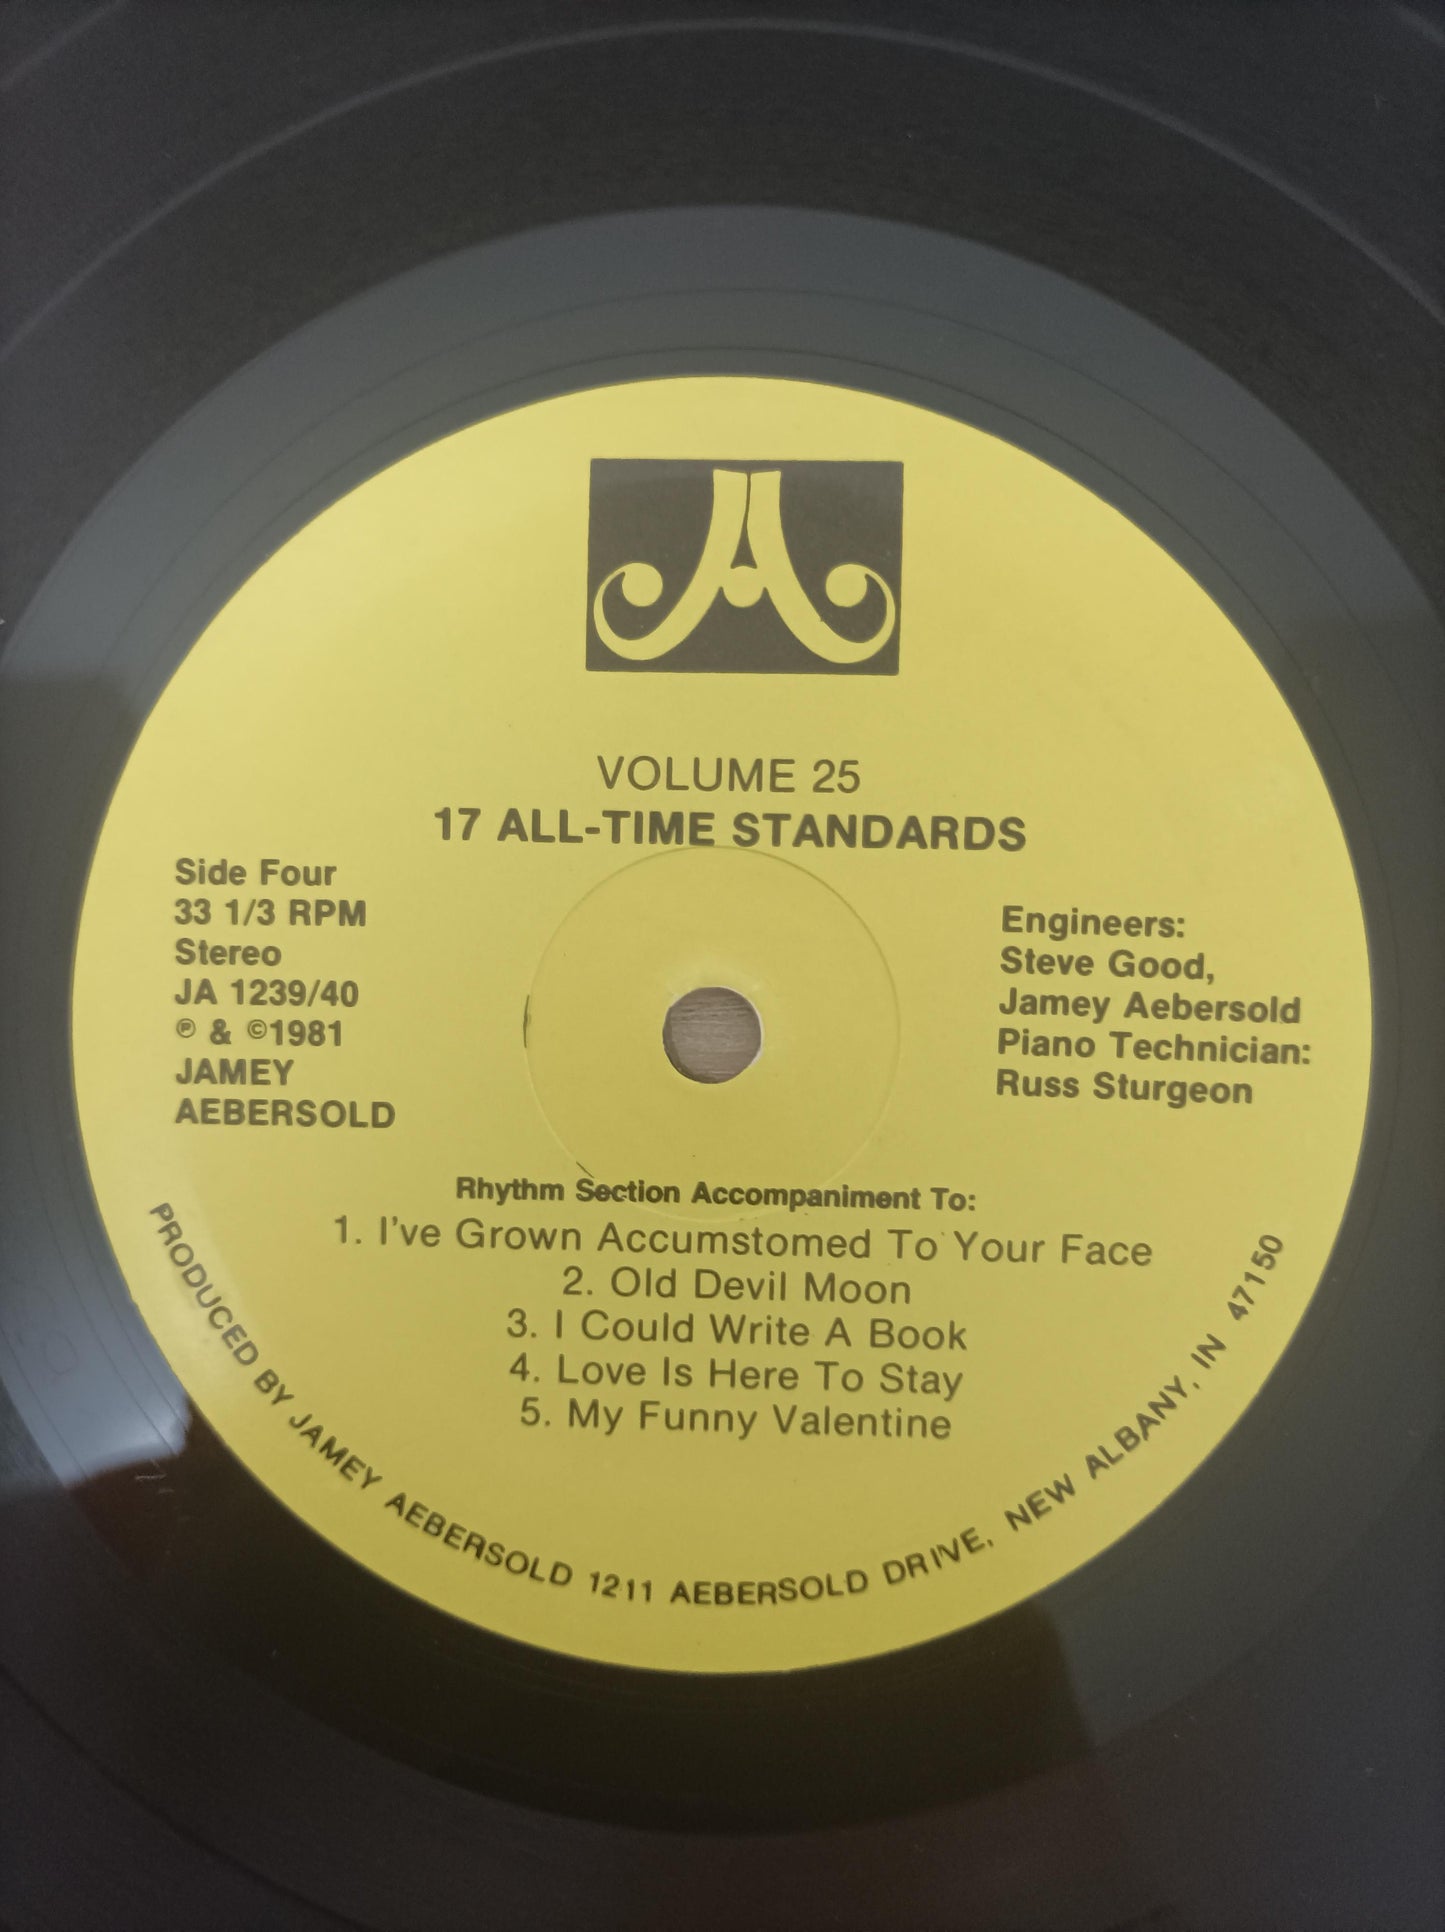 VOLUME 25
17 ALL-TIME STANDARDS
Side Four
33 1/3 RPM
Stereo
JA 1239/40
℗ & ©1981
JAMEY
AEBERSOLD
Engineers:
Steve Good,
Jamey Aebersold
Piano Technician:
Russ Sturgeon
Rhythm Section Accompaniment To:
1. I've Grown Accumstomed To Your Face
2. Old Devil Moon
3. I Could Write A Book
4. Love Is Here To Stay
5. My Funny Valentine
PRODUCED BY JAMEY AEBERSOLD 1211 AEBERSOLD DRIVE, NEW ALBANY, IN 47150